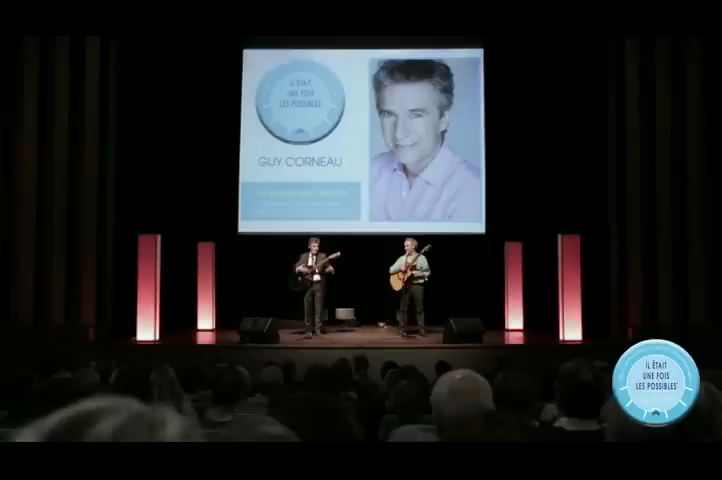 IL ÉTAIT
UNE FOIS
LES POSSIBLES
GUY CORNEAU
IL ÉTAIT
UNE FOIS
LES POSSIBLES